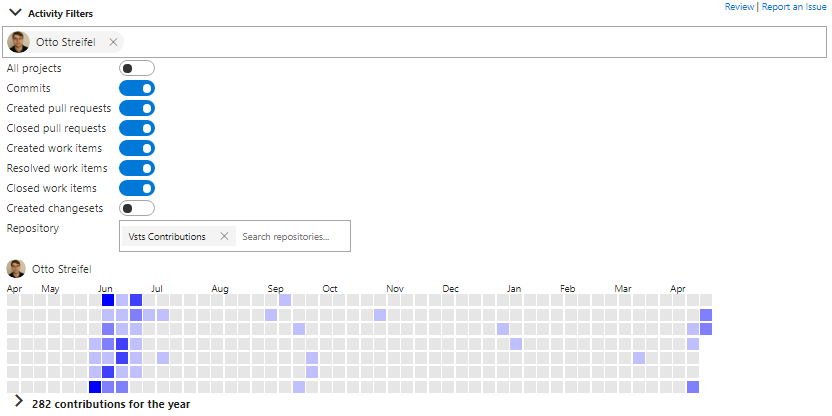 Review | Report an Issue
Activity Filters
Otto Streifel
All projects
Commits
Created pull requests
Closed pull requests
Created work items
Resolved work items
Closed work items
Created changesets
Repository Vsts Contributions Search repositories...
Otto Streifel
Apr May Jun Jul Aug Sep Oct Nov Dec Jan Feb Mar Apr
282 contributions for the year